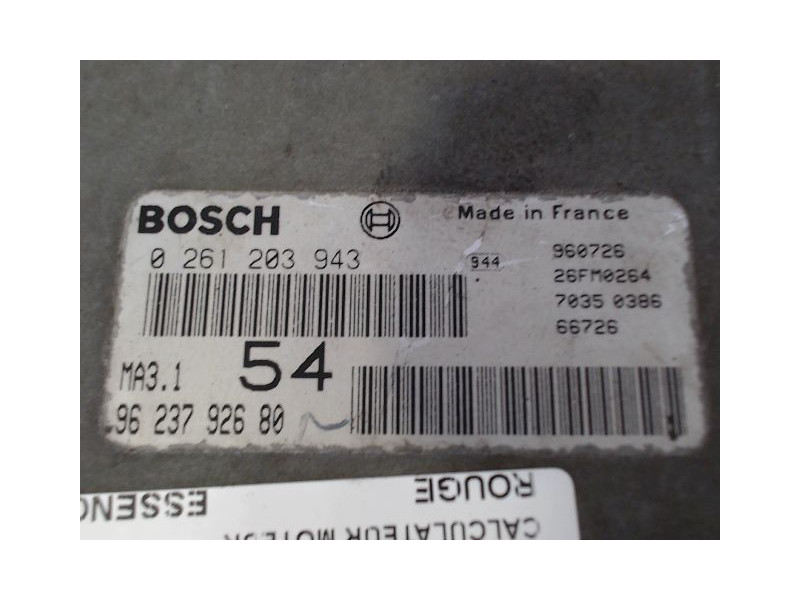 BOSCH Made in France
0 261 203 943 944 960726
26FM0264
7035 0386
66726
MA3.1 54
96 237 926 80
ROUGE
ESSENC
CALCULATEUR MOTEUR